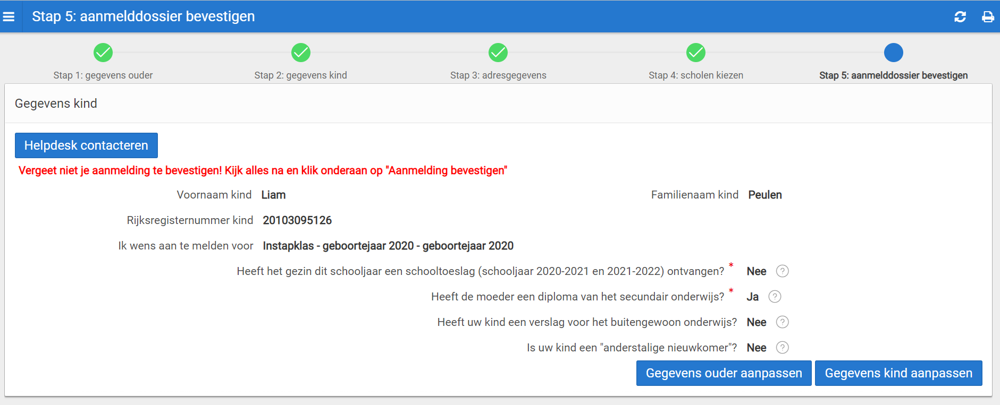 Stap 5: aanmelddossier bevestigen
Stap 1: gegevens ouder
Stap 2: gegevens kind
Stap 3: adresgegevens
Stap 4: scholen kiezen
Stap 5: aanmelddossier bevestigen
Gegevens kind
Helpdesk contacteren
Vergeet niet je aanmelding te bevestigen! Kijk alles na en klik onderaan op "Aanmelding bevestigen"
Voornaam kind Liam Familienaam kind Peulen
Rijksregisternummer kind 20103095126
Ik wens aan te melden voor Instapklas - geboortejaar 2020 - geboortejaar 2020
Heeft het gezin dit schooljaar een schooltoeslag (schooljaar 2020-2021 en 2021-2022) ontvangen? * Nee ?
Heeft de moeder een diploma van het secundair onderwijs? * Ja ?
Heeft uw kind een verslag voor het buitengewoon onderwijs? Nee ?
Is uw kind een "anderstalige nieuwkomer"? Nee ?
Gegevens ouder aanpassen Gegevens kind aanpassen